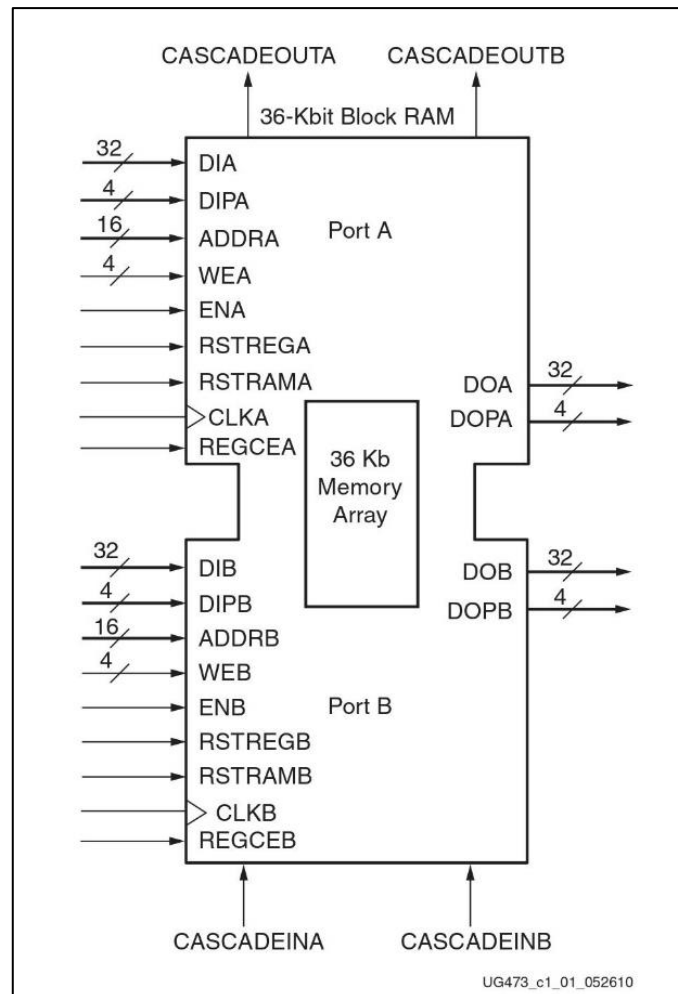 CASCADEOUTA CASCADEOUTB
36-Kbit Block RAM
32 DIA
4 DIPA
16 ADDRA Port A
4 WEA
ENA
RSTREGA
RSTRAMA DOA 32
CLKA DOPA 4
REGCEA
36 Kb
Memory
Array
32 DIB DOB 32
4 DIPB DOPB 4
16 ADDRB
4 WEB
ENB Port B
RSTREGB
RSTRAMB
CLKB
REGCEB
CASCADEINA CASCADEINB
UG473_c1_01_052610